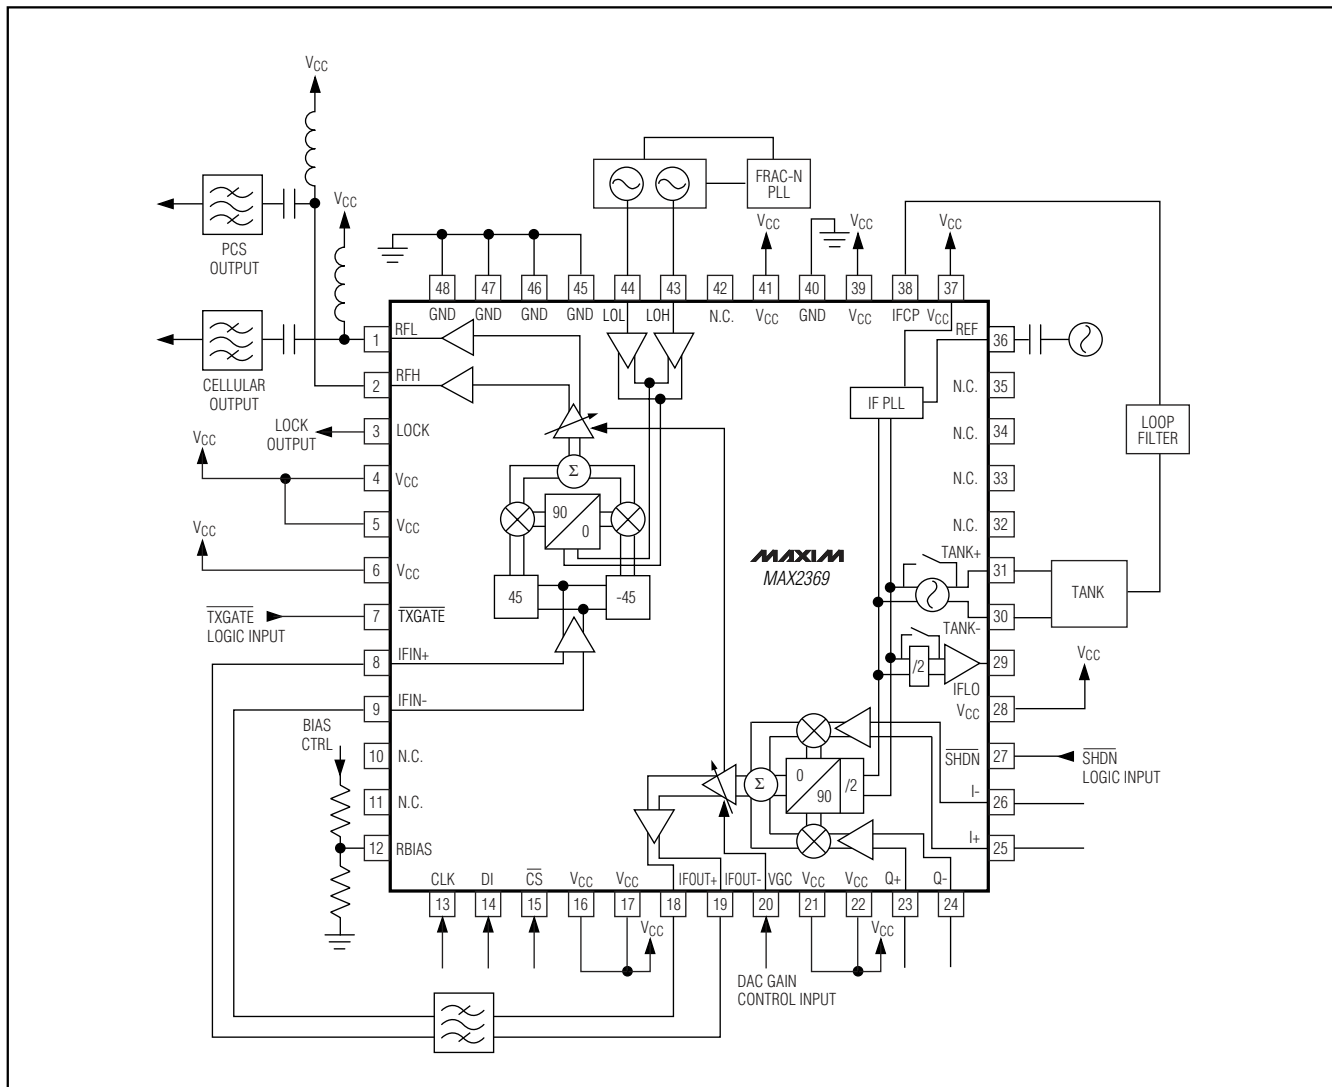 VCC
FRAC-N
PLL
VCC
PCS
OUTPUT
VCC
VCC
VCC
48 47 46 45 44 43 42 41 40 39 38 37
GND GND GND GND LOL LOH N.C. VCC GND VCC IFCP VCC
1 RFL
REF 36
CELLULAR
OUTPUT
2 RFH
N.C. 35
IF PLL
LOCK
OUTPUT
3 LOCK
N.C. 34
LOOP
FILTER
VCC
4 VCC
Σ
N.C. 33
90
0
5 VCC
N.C. 32
VCC
MAXIM
MAX2369
6 VCC
TANK+
31
TANK
45
-45
TXGATE
LOGIC INPUT
7 TXGATE
30
TANK-
8 IFIN+
/2
29
IFLO
VCC
9 IFIN-
VCC 28
BIAS
CTRL
10 N.C.
SHDN 27
SHDN
LOGIC INPUT
Σ
0
90
/2
11 N.C.
I- 26
12 RBIAS
I+ 25
CLK DI CS VCC VCC IFOUT+ IFOUT- VGC VCC VCC Q+ Q-
13 14 15 16 17 18 19 20 21 22 23 24
VCC
VCC
DAC GAIN
CONTROL INPUT